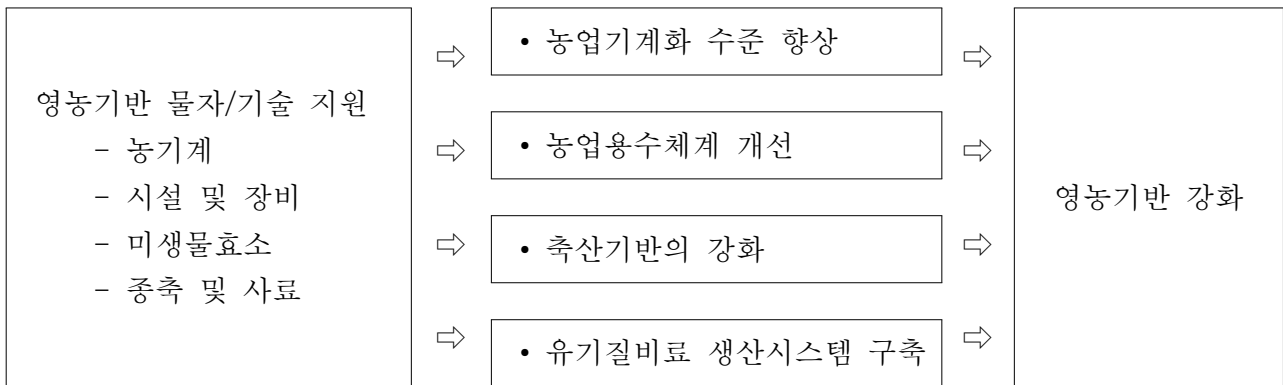 영농기반 물자/기술 지원
- 농기계
- 시설 및 장비
- 미생물효소
- 종축 및 사료
⇨ • 농업기계화 수준 향상 ⇨
⇨ • 농업용수체계 개선 ⇨
⇨ • 축산기반의 강화 ⇨
⇨ • 유기질비료 생산시스템 구축 ⇨
영농기반 강화